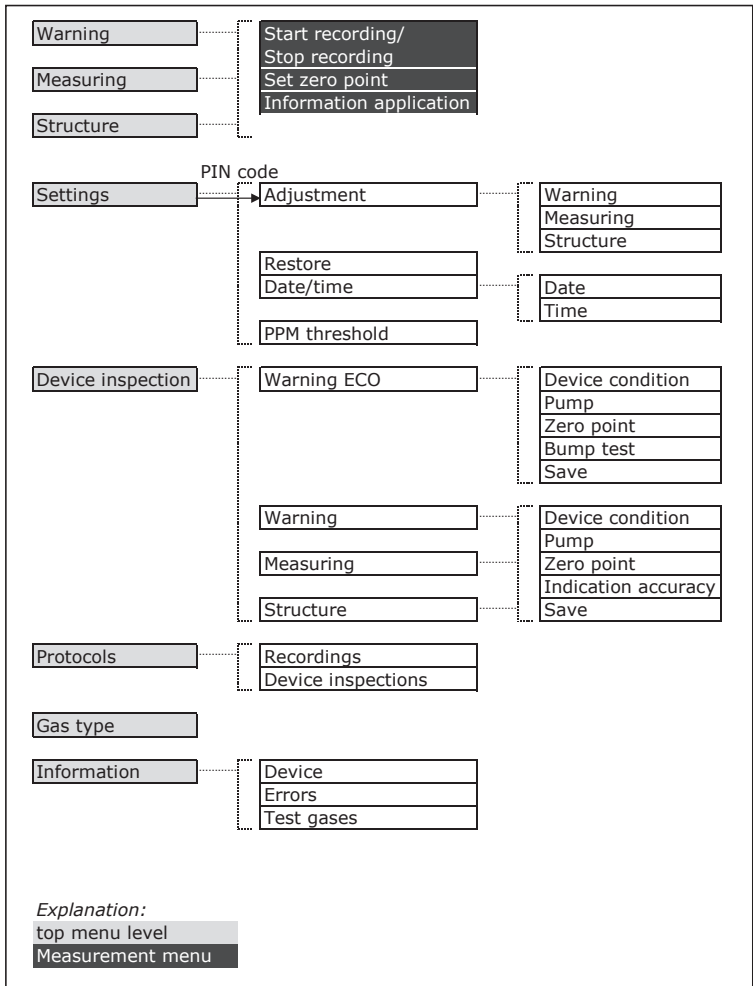 Warning
Start recording/
Stop recording
Measuring
Set zero point
Information application
Structure
PIN code
Settings
Adjustment
Warning
Measuring
Structure
Restore
Date/time
Date
Time
PPM threshold
Device inspection
Warning ECO
Device condition
Pump
Zero point
Bump test
Save
Warning
Device condition
Pump
Measuring
Zero point
Indication accuracy
Structure
Save
Protocols
Recordings
Device inspections
Gas type
Information
Device
Errors
Test gases
Explanation:
top menu level
Measurement menu